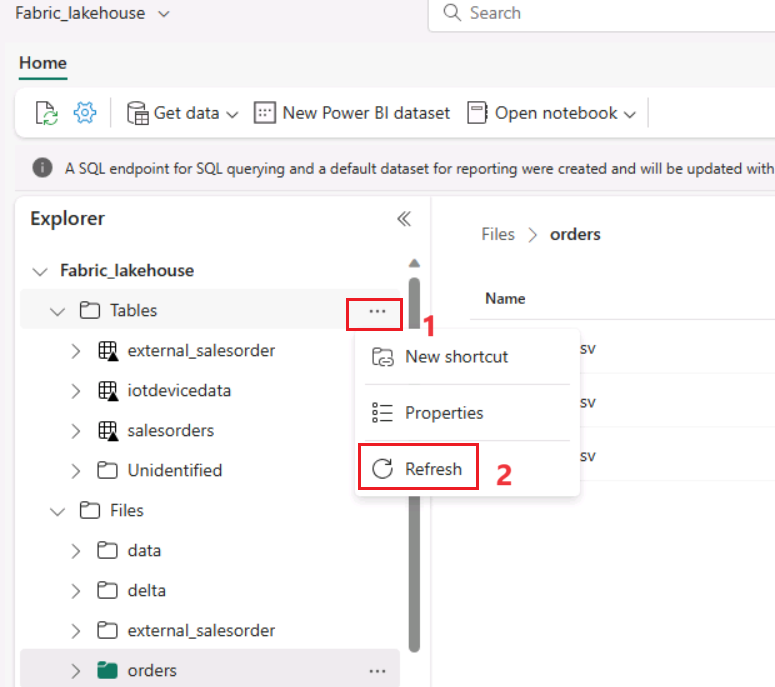 Fabric_lakehouse
Search
Home
Get data
New Power BI dataset
Open notebook
A SQL endpoint for SQL querying and a default dataset for reporting were created and will be updated with
Explorer
Files > orders
Fabric_lakehouse
Name
Tables
...
1
external_salesorder
New shortcut
sv
iotdevicedata
Properties
sv
salesorders
Unidentified
Refresh
2
sv
Files
data
delta
external_salesorder
orders
...